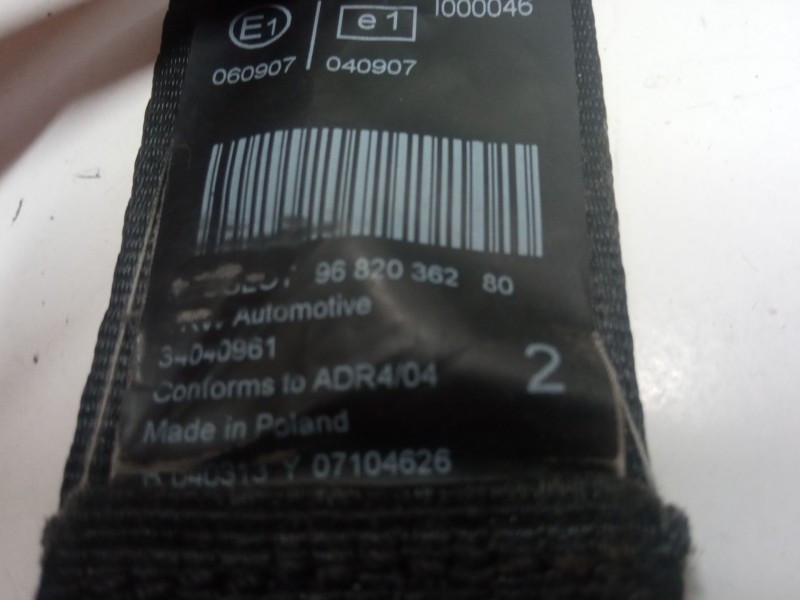 E1 e1 1000046
060907 040907
96 820 362 80
Automotive
34040961
Conforms to ADR4/04 2
Made in Poland
Y 07104626